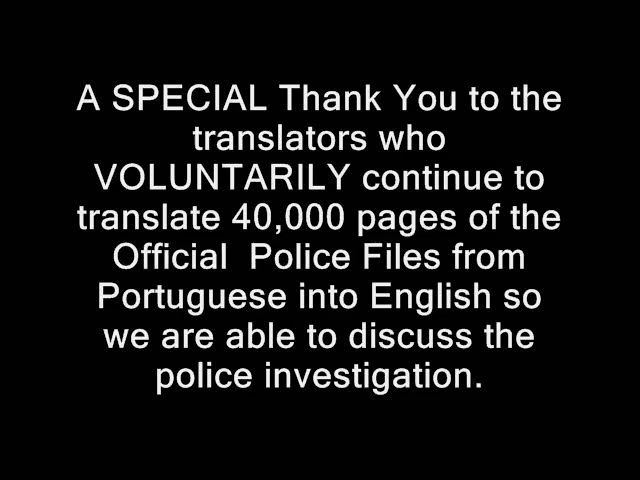 A SPECIAL Thank You to the
translators who
VOLUNTARILY continue to
translate 40,000 pages of the
Official  Police Files from
Portuguese into English so
we are able to discuss the
police investigation.